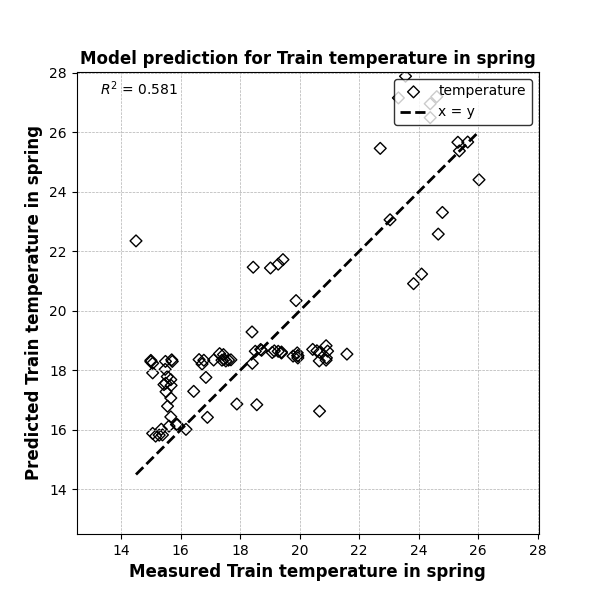 Model prediction for Train temperature in spring
R² = 0.581
temperature
x = y
Predicted Train temperature in spring
28
26
24
22
20
18
16
14
14 16 18 20 22 24 26 28
Measured Train temperature in spring